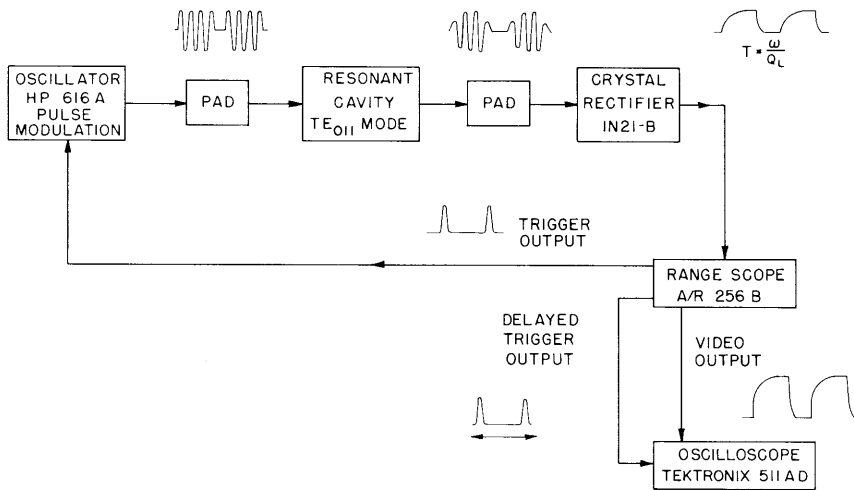 OSCILLATOR
HP 616 A
PULSE
MODULATION
PAD
RESONANT
CAVITY
TE011 MODE
PAD
CRYSTAL
RECTIFIER
IN21-B
T = ω/QL
TRIGGER
OUTPUT
RANGE SCOPE
A/R 256 B
DELAYED
TRIGGER
OUTPUT
VIDEO
OUTPUT
OSCILLOSCOPE
TEKTRONIX 511 AD